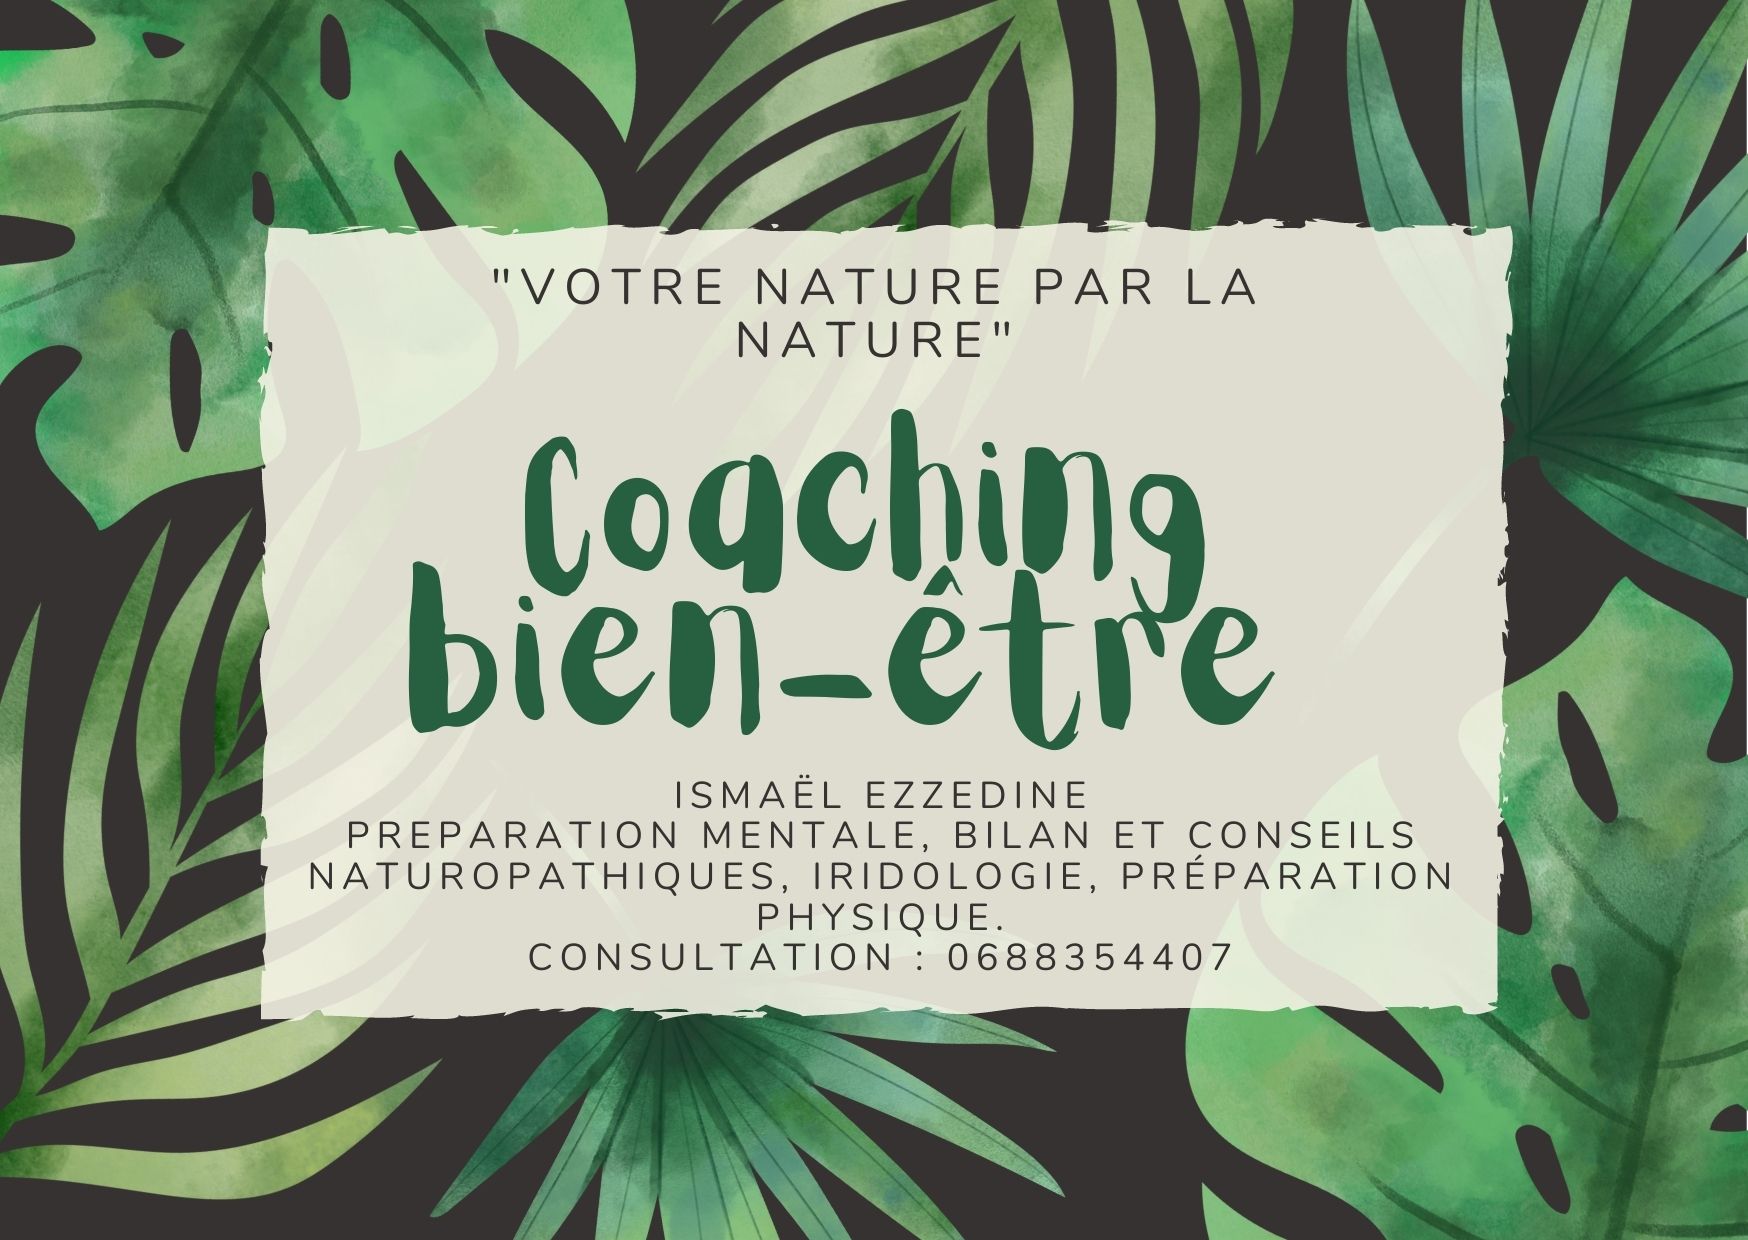 "VOTRE NATURE PAR LA
NATURE"
Coaching
bien-être
ISMAËL EZZEDINE
PREPARATION MENTALE, BILAN ET CONSEILS
NATUROPATHIQUES, IRIDOLOGIE, PRÉPARATION
PHYSIQUE.
CONSULTATION : 0688354407